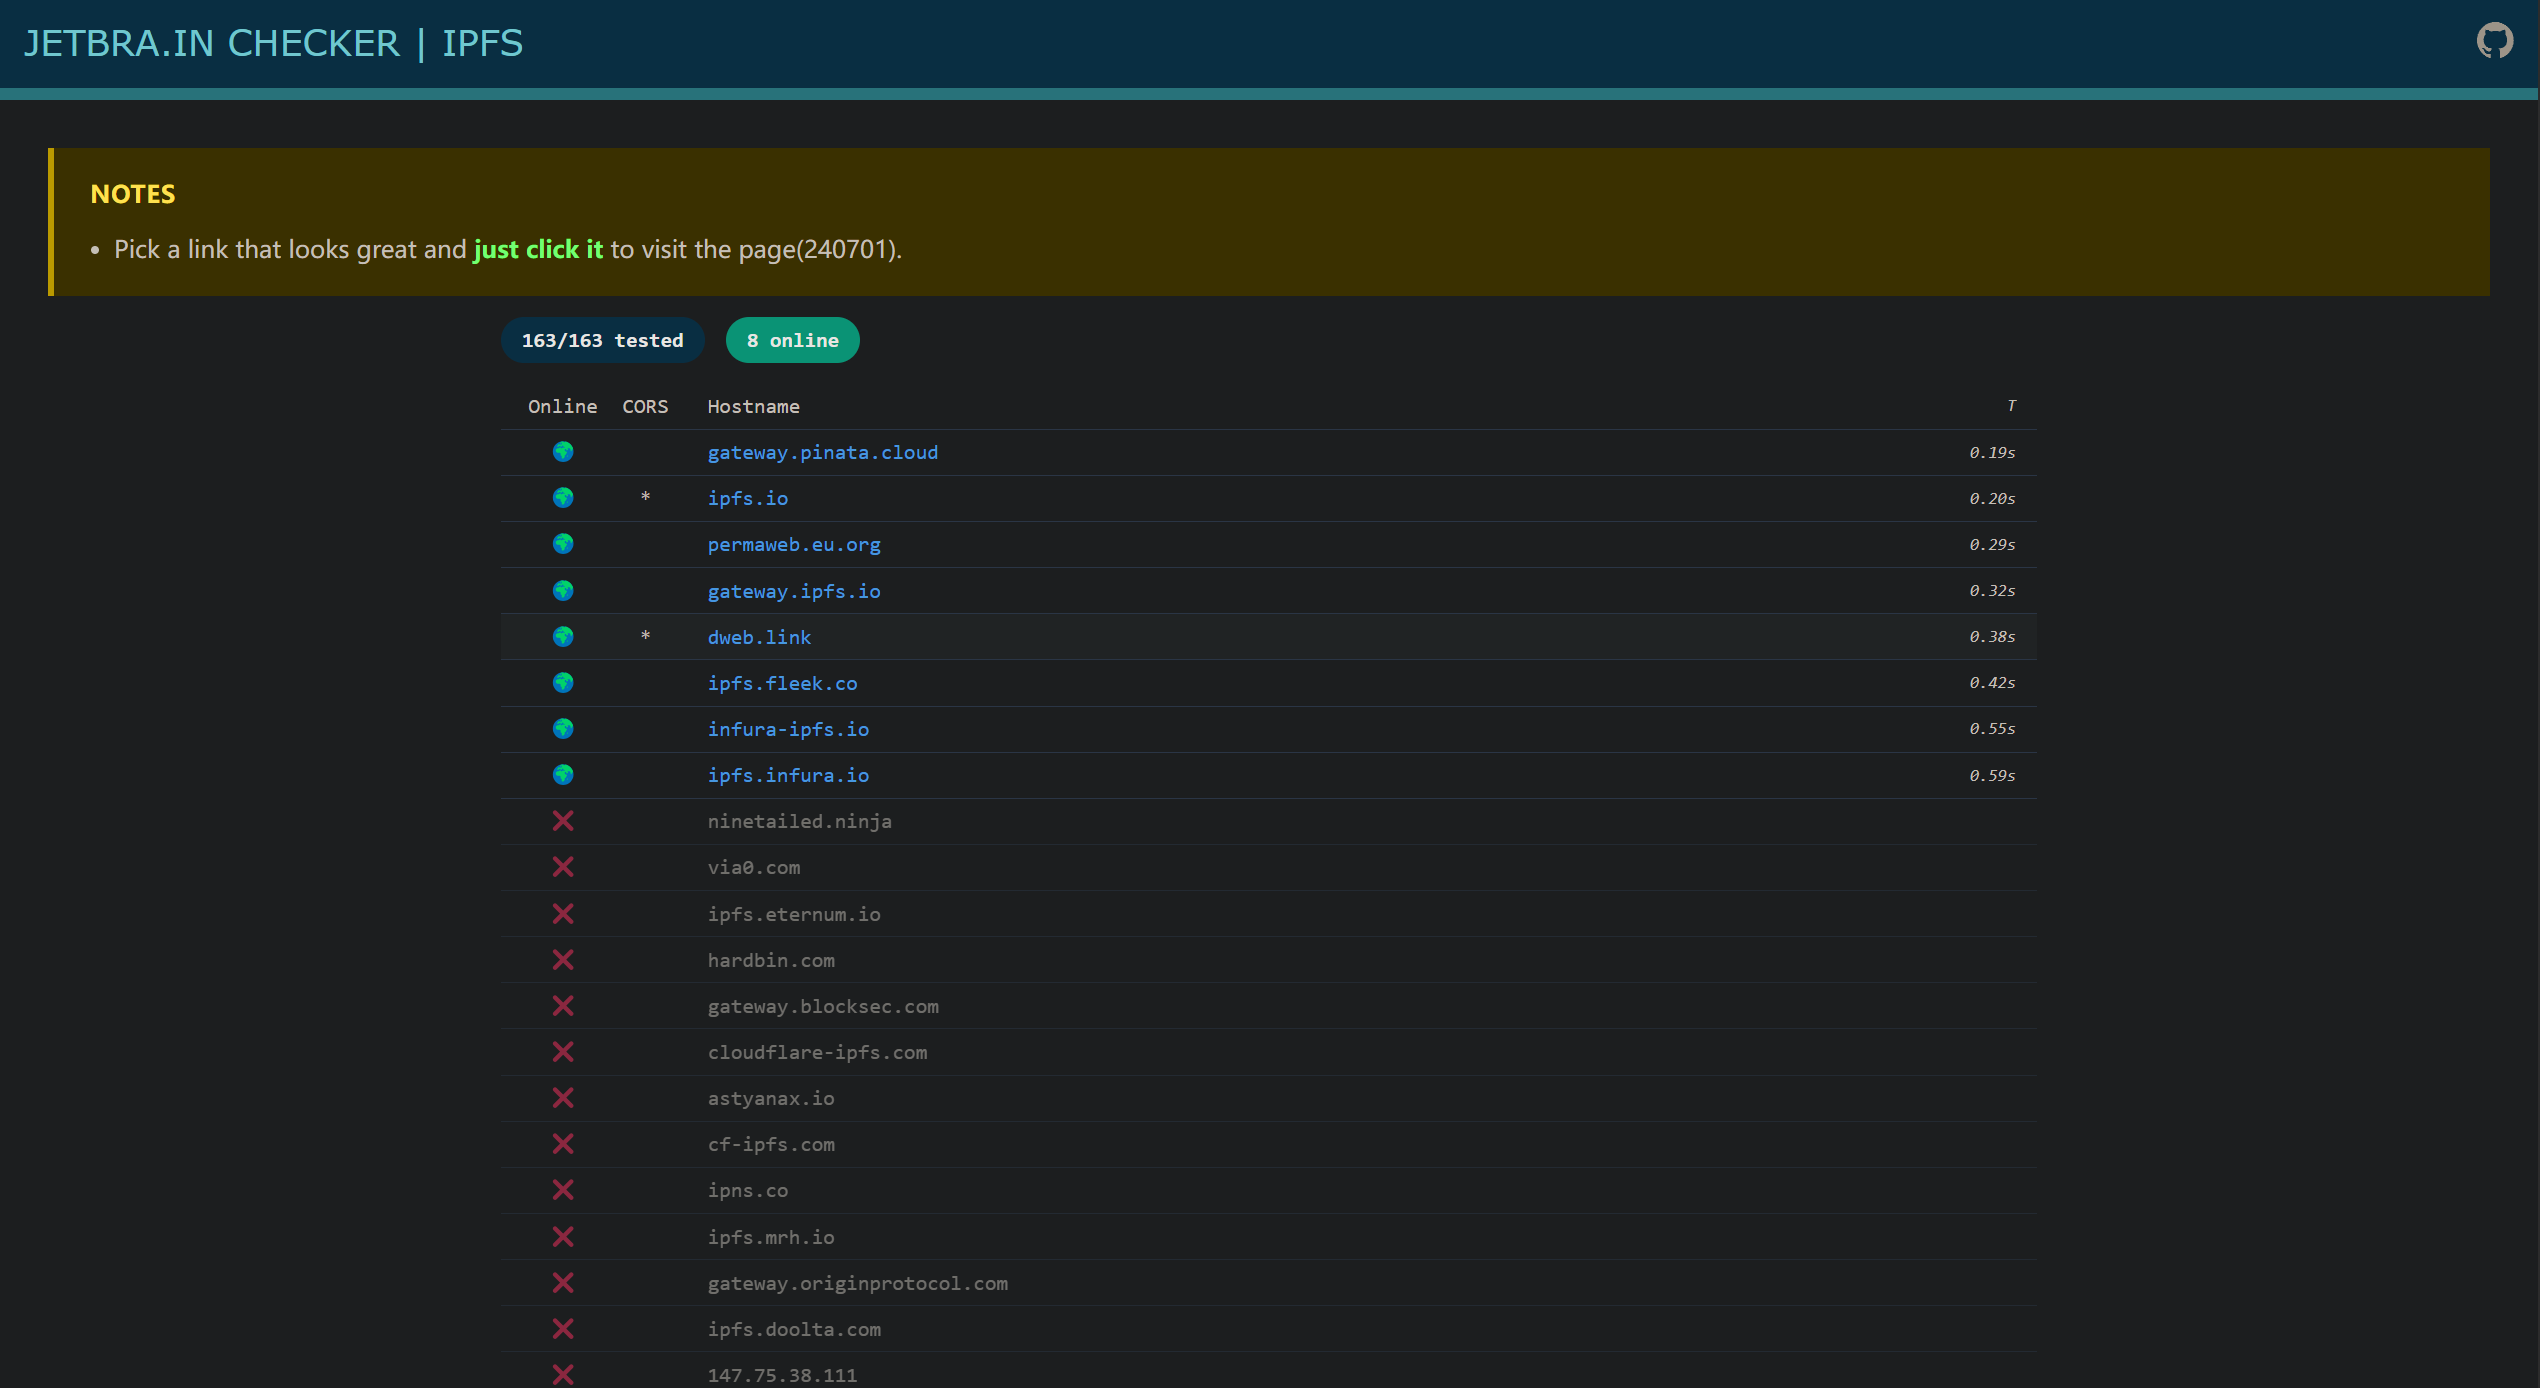 JETBRA.IN CHECKER | IPFS
NOTES
• Pick a link that looks great and just click it to visit the page(240701).
163/163 tested 8 online
Online CORS Hostname T
gateway.pinata.cloud 0.19s
* ipfs.io 0.20s
permaweb.eu.org 0.29s
gateway.ipfs.io 0.32s
* dweb.link 0.38s
ipfs.fleek.co 0.42s
infura-ipfs.io 0.55s
ipfs.infura.io 0.59s
ninetailed.ninja
via0.com
ipfs.eternum.io
hardbin.com
gateway.blocksec.com
cloudflare-ipfs.com
astyanax.io
cf-ipfs.com
ipns.co
ipfs.mrh.io
gateway.originprotocol.com
ipfs.doolta.com
147.75.38.111